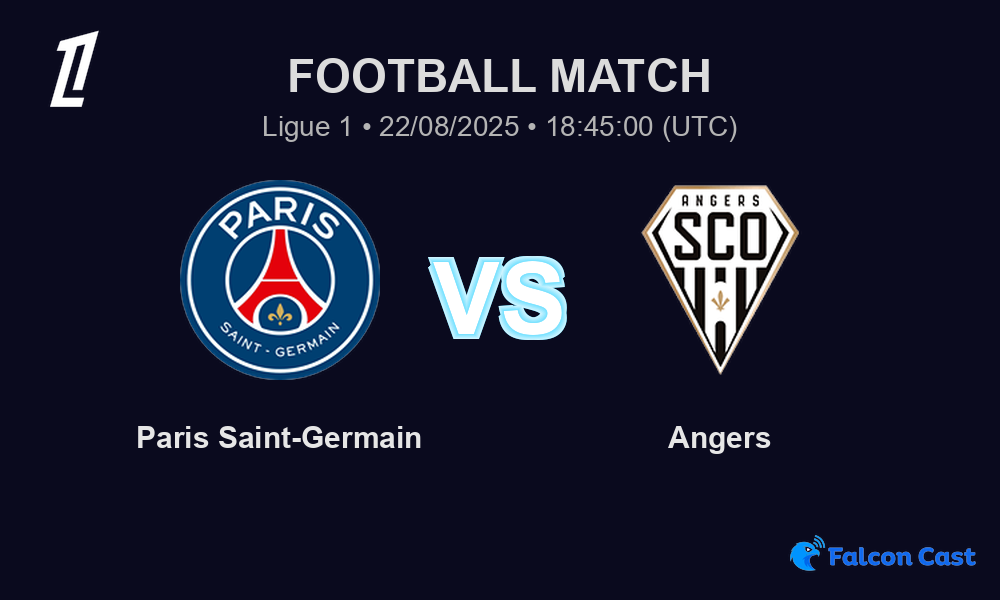 FOOTBALL MATCH
Ligue 1 • 22/08/2025 • 18:45:00 (UTC)
PARIS
SAINT - GERMAIN
VS
ANGERS
SCO
Paris Saint-Germain
Angers
Falcon Cast